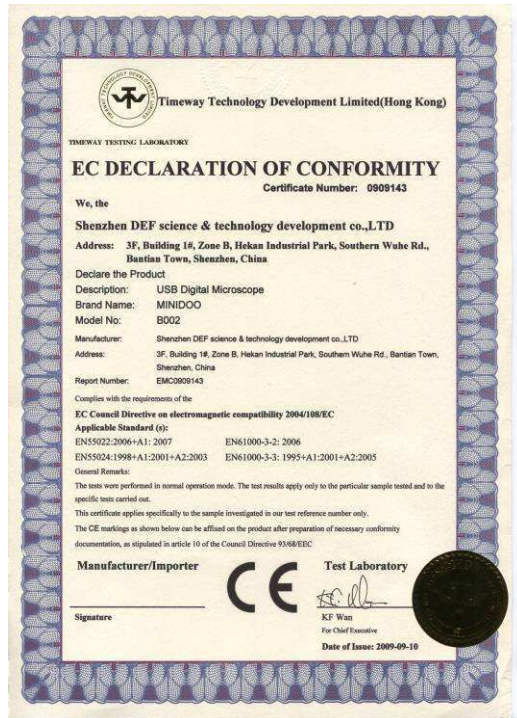 Timeway Technology Development Limited(Hong Kong)
TIMEWAY TESTING LABORATORY
EC DECLARATION OF CONFORMITY
Certificate Number: 0909143
We, the
Shenzhen DEF science & technology development co.,LTD
Address: 3F, Building 1#, Zone B, Hekan Industrial Park, Southern Wuhe Rd.,
Bantian Town, Shenzhen, China
Declare the Product
Description: USB Digital Microscope
Brand Name: MINIDOO
Model No: B002
Manufacturer: Shenzhen DEF science & technology development co.,LTD
Address: 3F, Building 1#, Zone B, Hekan Industrial Park, Southern Wuhe Rd., Bantian Town,
Shenzhen, China
Report Number: EMC0909143
Complies with the requirements of the
EC Council Directive on electromagnetic compatibility 2004/108/EC
Applicable Standard (s):
EN55022:2006+A1: 2007 EN61000-3-2: 2006
EN55024:1998+A1:2001+A2:2003 EN61000-3-3: 1995+A1:2001+A2:2005
General Remarks:
The tests were performed in normal operation mode. The test results apply only to the particular sample tested and to the
specific tests carried out.
This certificate applies specifically to the sample investigated in our test reference number only.
The CE markings as shown below can be affixed on the product after preparation of necessary conformity
documentation, as stipulated in article 10 of the Council Directive 93/68/EEC
Manufacturer/Importer
CE
Test Laboratory
Signature
KF Wan
For Chief Executive
Date of Issue: 2009-09-10